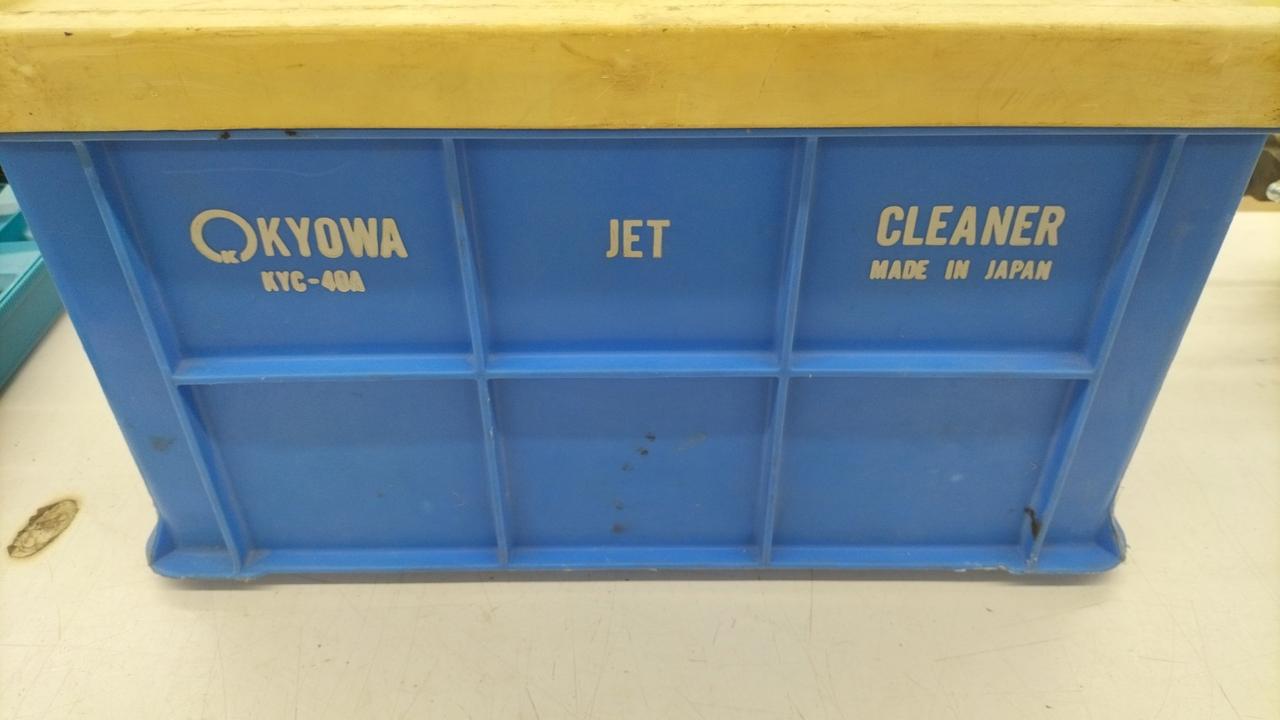 KYOWA
KYC-40A
JET
CLEANER
MADE IN JAPAN